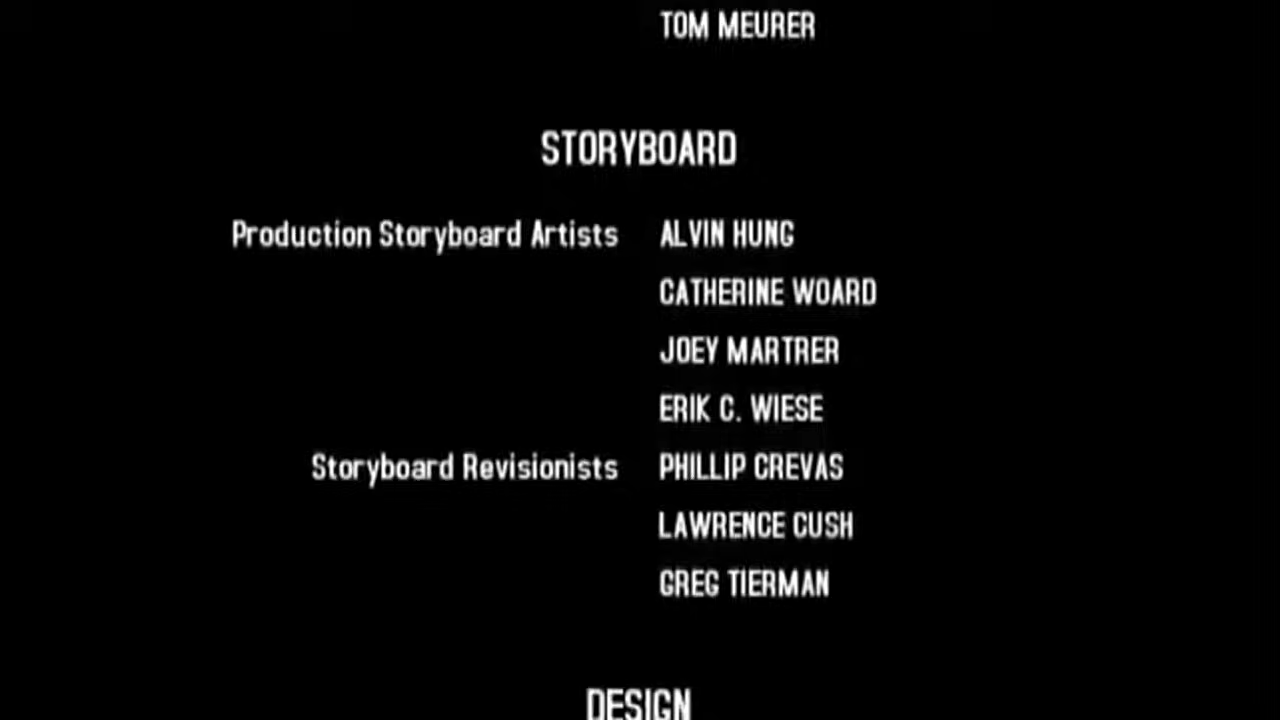 TOM MEURER
STORYBOARD
Production Storyboard Artists ALVIN HUNG
CATHERINE WOARD
JOEY MARTRER
ERIK C. WIESE
Storyboard Revisionists PHILLIP CREVAS
LAWRENCE CUSH
GREG TIERMAN
DESIGN